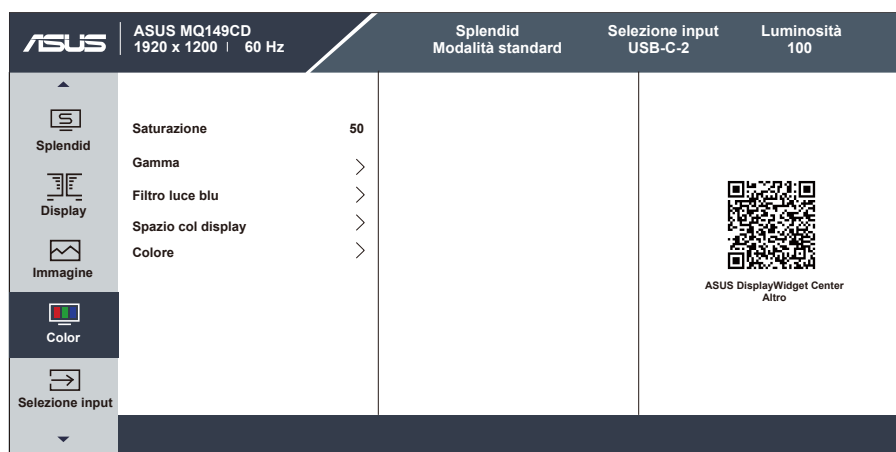 ASUS
ASUS MQ149CD
1920 x 1200 | 60 Hz
Splendid
Modalità standard
Selezione input
USB-C-2
Luminosità
100
Splendid
Display
Immagine
Color
Selezione input
Saturazione 50
Gamma
Filtro luce blu
Spazio col display
Colore
ASUS DisplayWidget Center
Altro